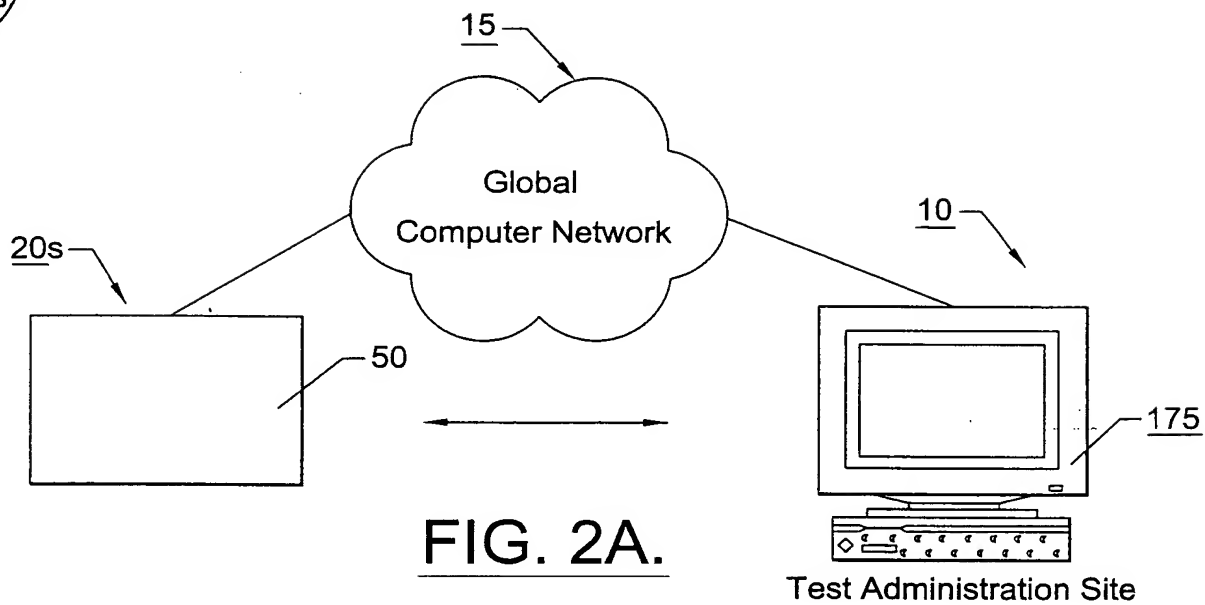 15
Global
Computer Network
10
20s
50
175
FIG. 2A.
Test Administration Site